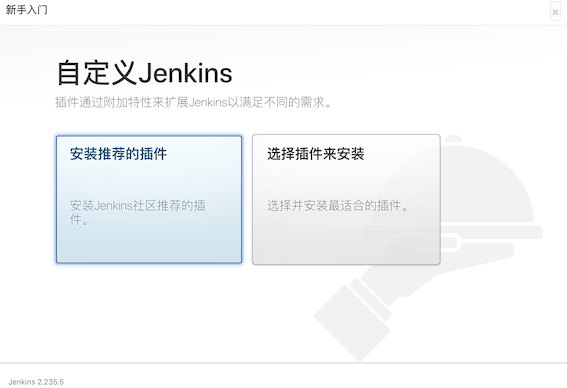 新手入门
×
自定义Jenkins
插件通过附加特性来扩展Jenkins以满足不同的需求。
安装推荐的插件
安装Jenkins社区推荐的插
件。
选择插件来安装
选择并安装最适合的插件。
Jenkins 2.235.5